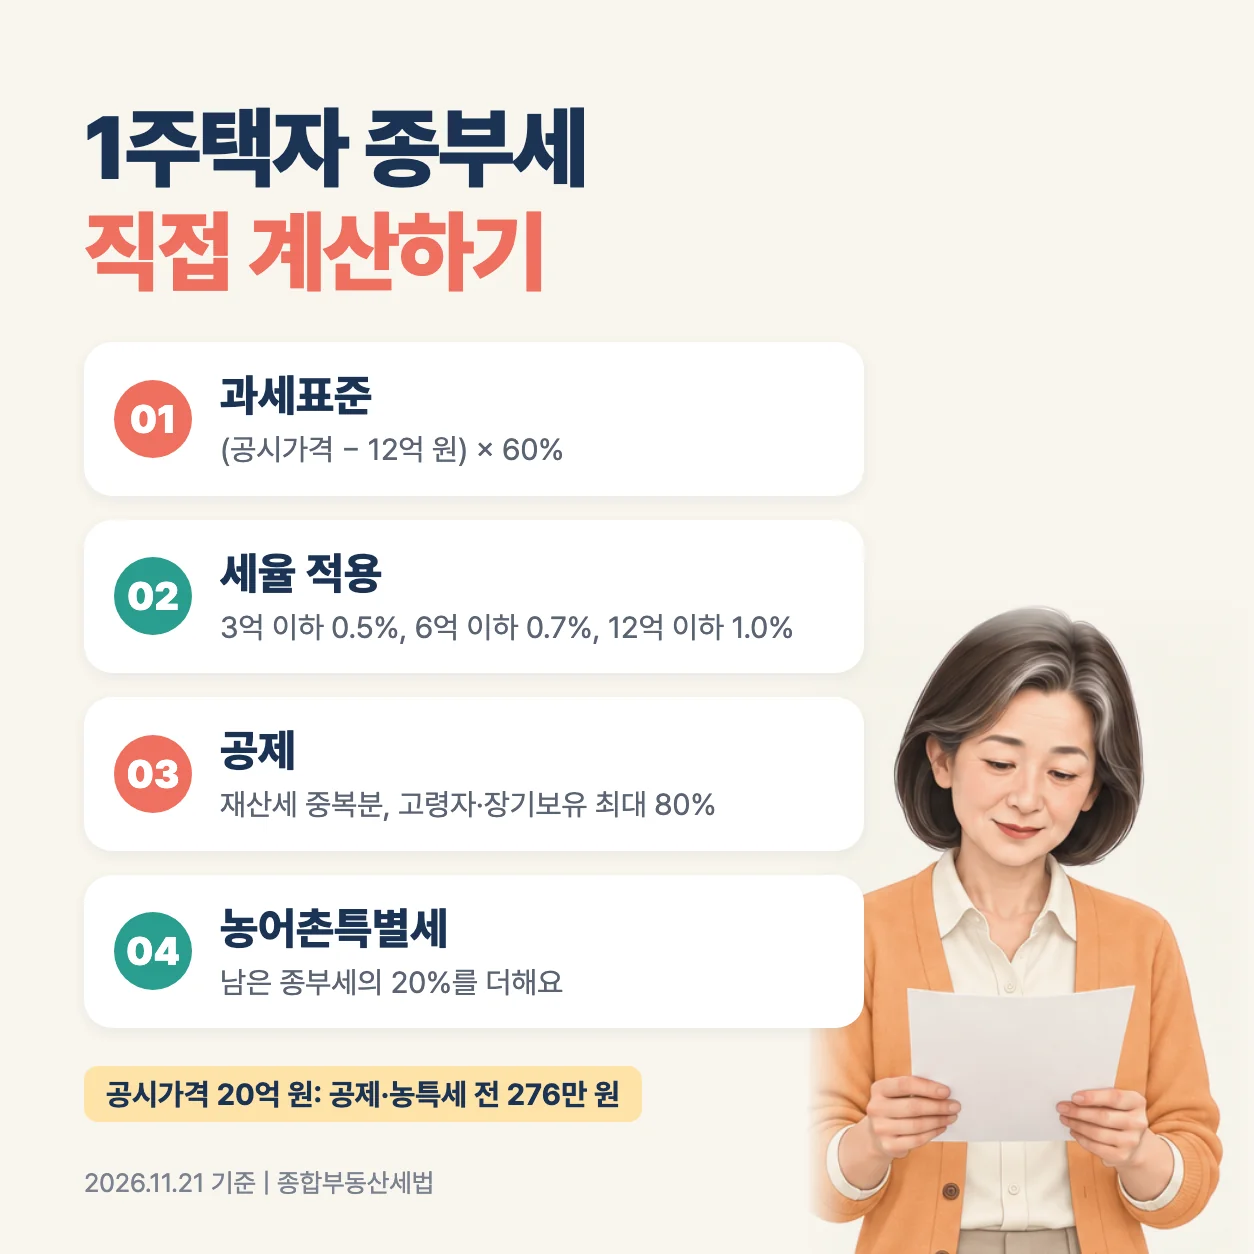 1주택자 종부세
직접 계산하기
01
과세표준
(공시가격 – 12억 원) × 60%
02
세율 적용
3억 이하 0.5%, 6억 이하 0.7%, 12억 이하 1.0%
03
공제
재산세 중복분, 고령자·장기보유 최대 80%
04
농어촌특별세
남은 종부세의 20%를 더해요
공시가격 20억 원: 공제·농특세 전 276만 원
2026.11.21 기준 | 종합부동산세법